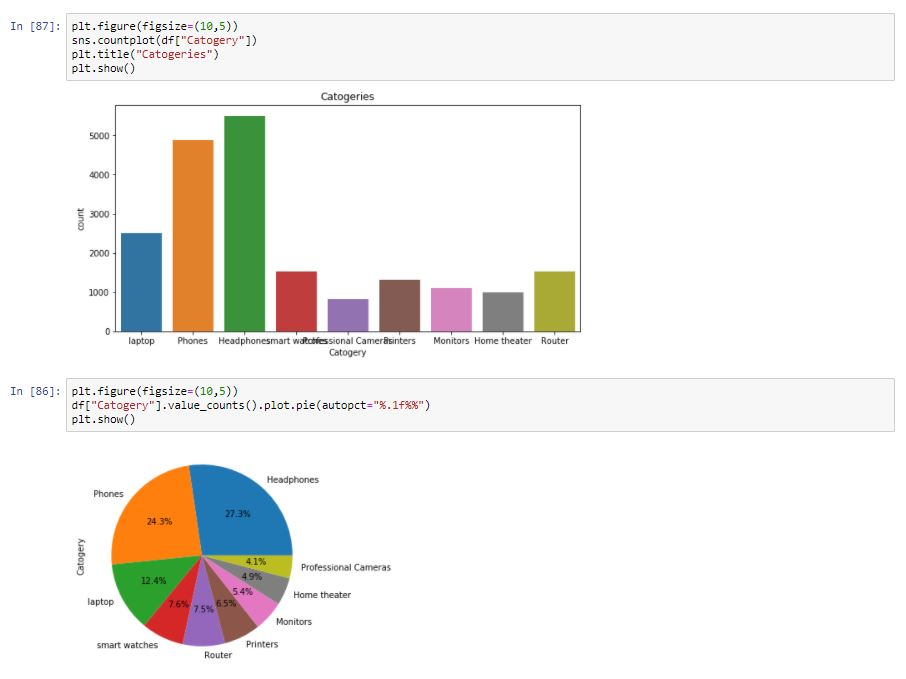 In [87]: plt.figure(figsize=(10,5))
sns.countplot(df["Catogery"])
plt.title("Catogeries")
plt.show()
Catogeries
5000
4000
3000
2000
1000
0
count
laptop Phones Headphones smart watches Professional Cameras Printers Monitors Home theater Router
Catogery
In [86]: plt.figure(figsize=(10,5))
df["Catogery"].value_counts().plot.pie(autopct="%.1f%%")
plt.show()
Headphones
Phones
27.3%
24.3%
Catogery
4.1%
Professional Cameras
4.9%
12.4%
5.4%
Home theater
laptop
7.6%
7.5%
6.5%
Monitors
smart watches
Printers
Router